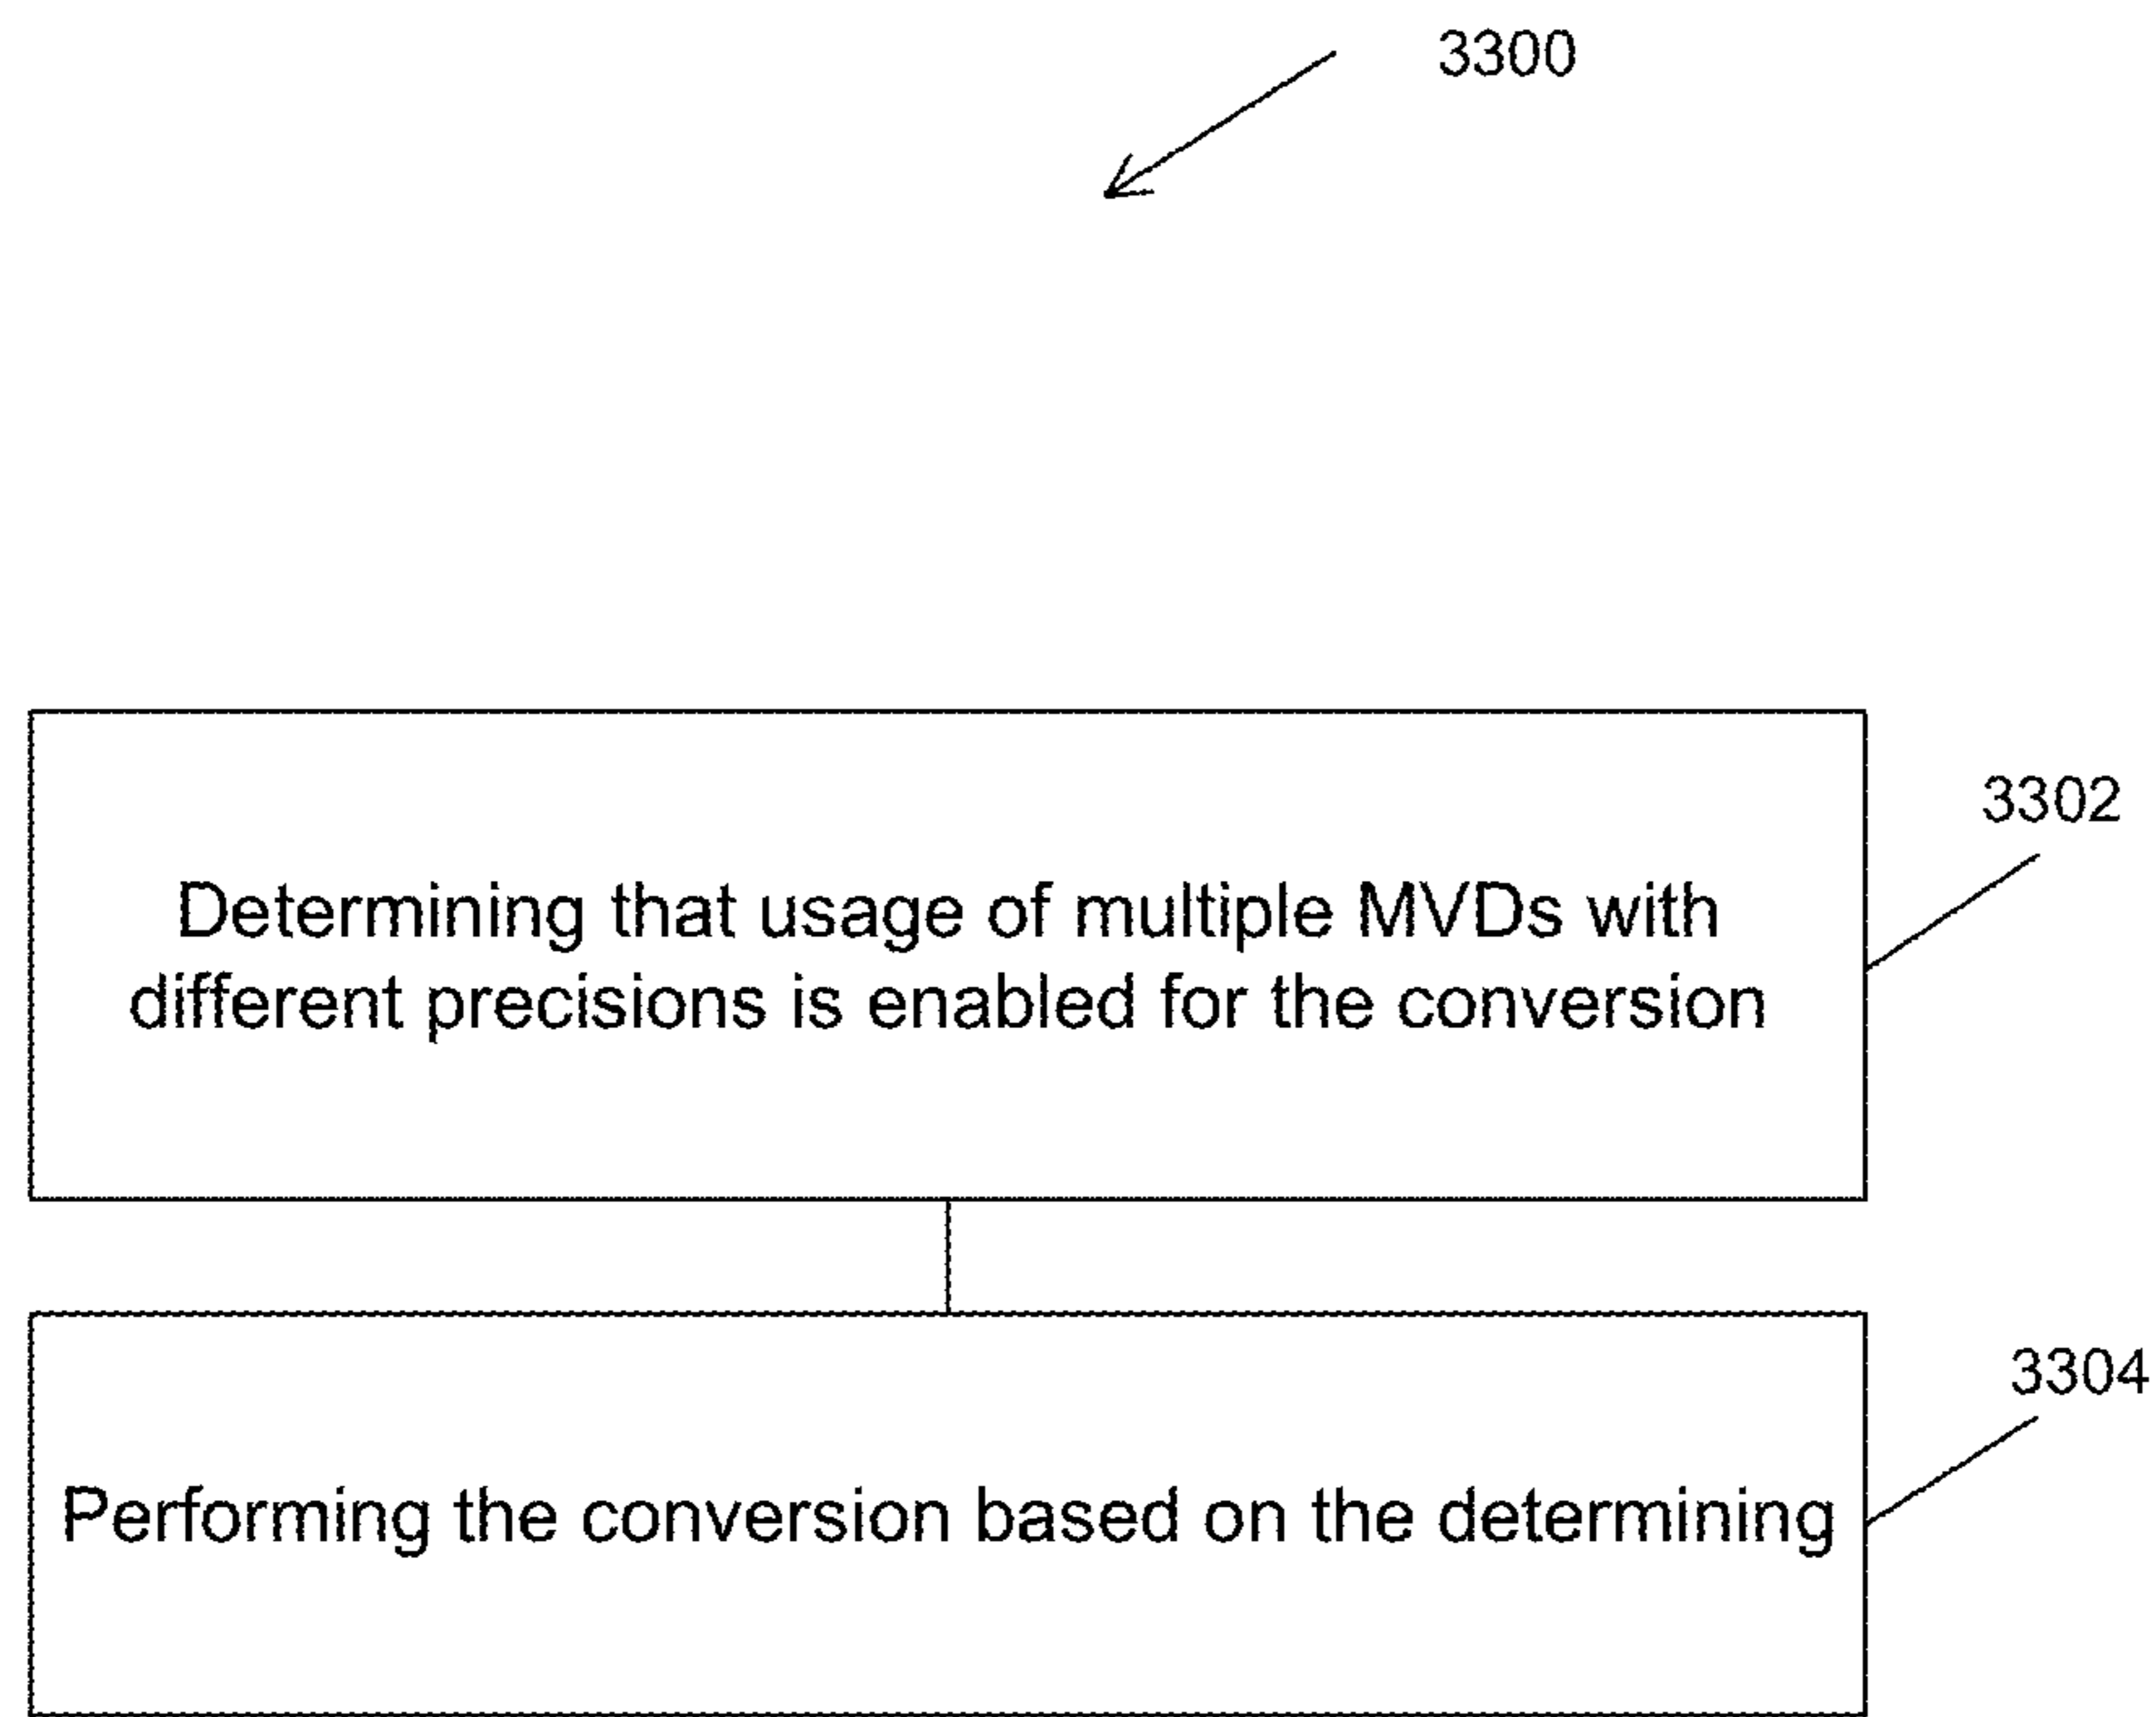 3300
3302
Determining that usage of multiple MVDs with
different precisions is enabled for the conversion
3304
Performing the conversion based on the determining